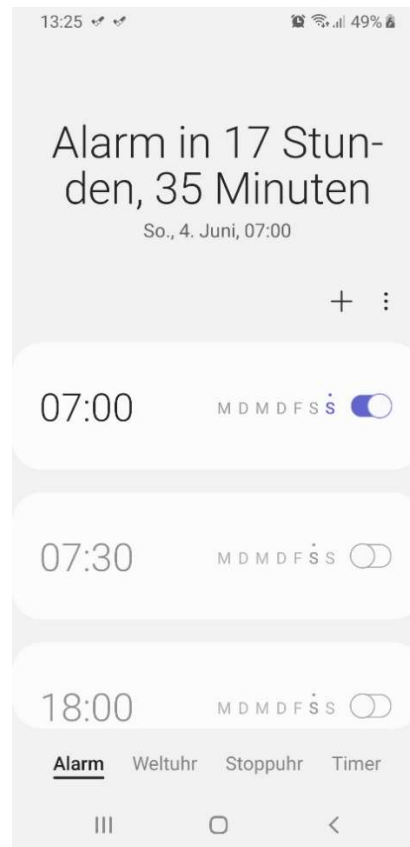 13:25 49%
Alarm in 17 Stun-
den, 35 Minuten
So., 4. Juni, 07:00
07:00 M D M D F S S
07:30 M D M D F S S
18:00 M D M D F S S
Alarm Weltuhr Stoppuhr Timer